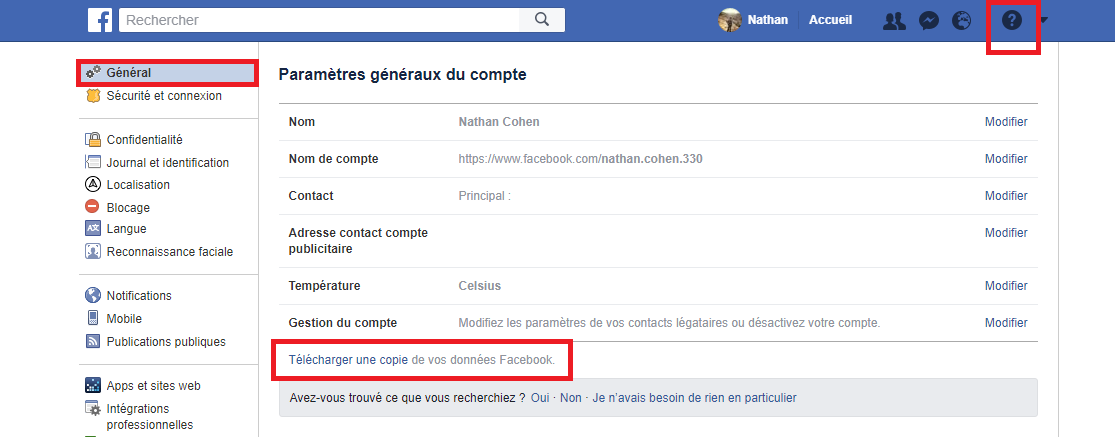 f
Rechercher
Nathan
Accueil
?
Général
Sécurité et connexion
Confidentialité
Journal et identification
Localisation
Blocage
Langue
Reconnaissance faciale
Notifications
Mobile
Publications publiques
Apps et sites web
Intégrations
professionnelles
Paramètres généraux du compte
Nom Nathan Cohen Modifier
Nom de compte https://www.facebook.com/nathan.cohen.330 Modifier
Contact Principal : Modifier
Adresse contact compte Modifier
publicitaire
Température Celsius Modifier
Gestion du compte Modifiez les paramètres de vos contacts légataires ou désactivez votre compte. Modifier
Télécharger une copie de vos données Facebook.
Avez-vous trouvé ce que vous recherchiez ? Oui · Non · Je n'avais besoin de rien en particulier